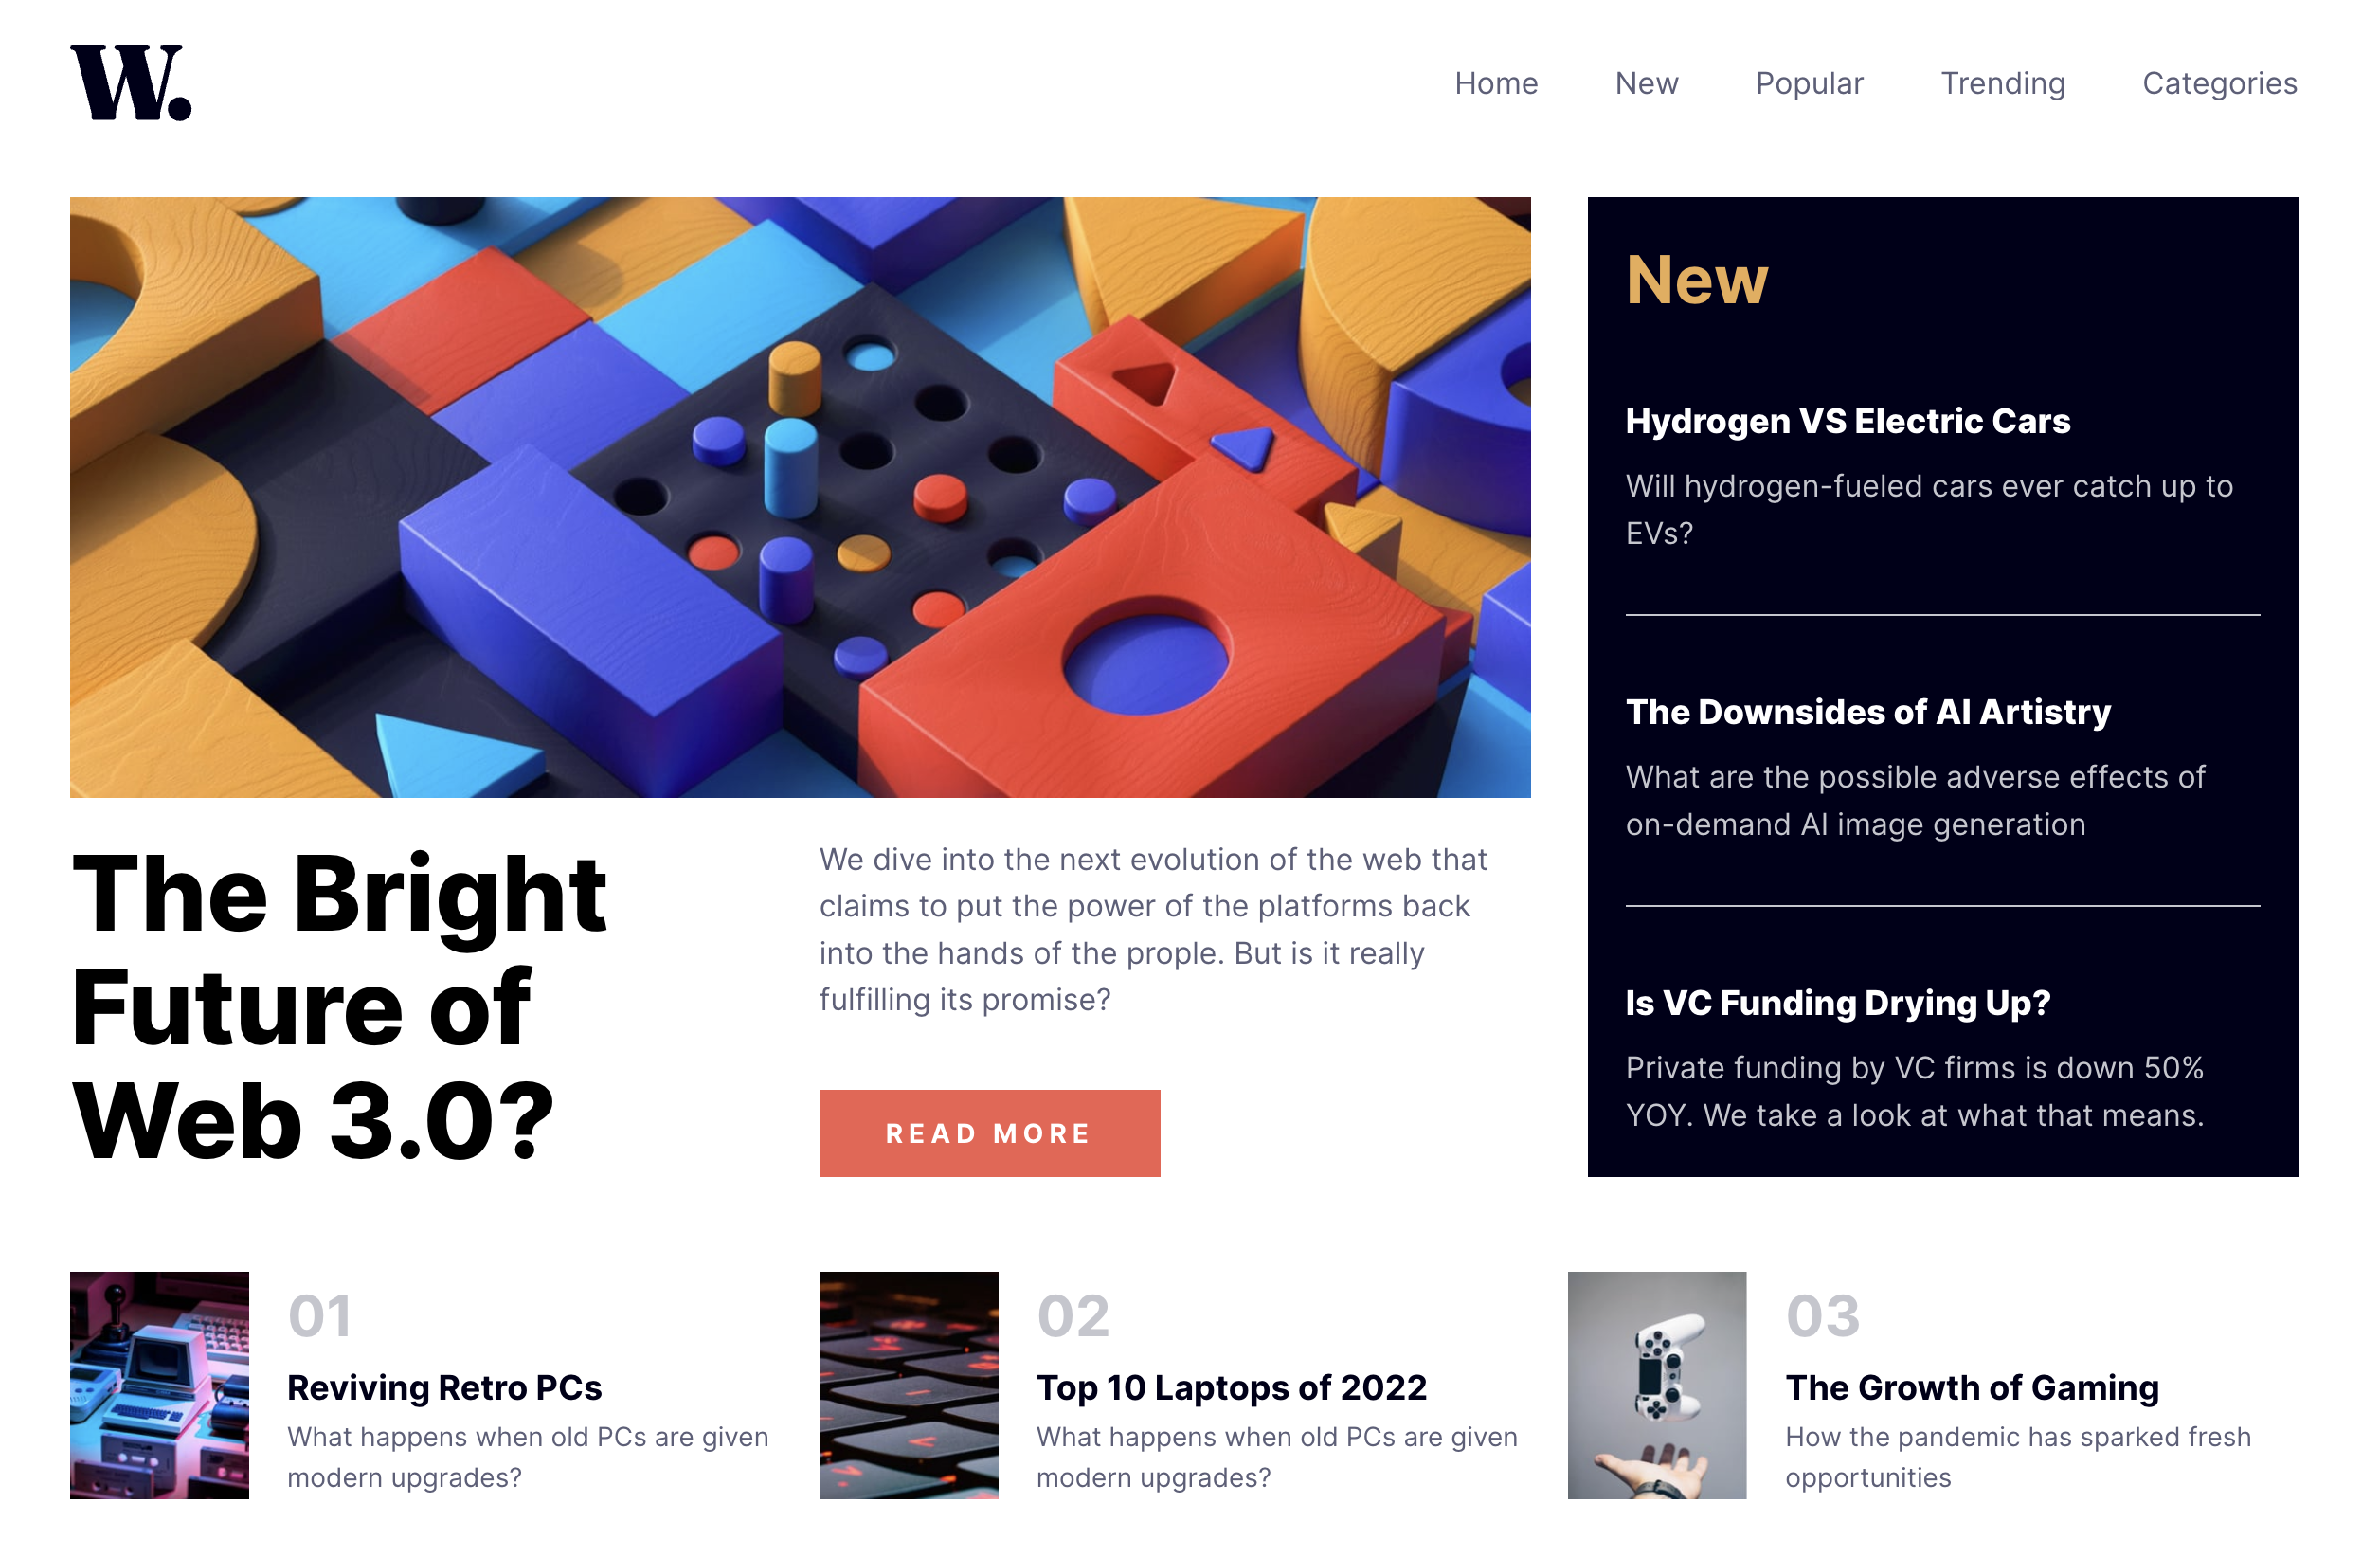 W.
Home New Popular Trending Categories
The Bright
Future of
Web 3.0?
We dive into the next evolution of the web that
claims to put the power of the platforms back
into the hands of the prople. But is it really
fulfilling its promise?
READ MORE
New
Hydrogen VS Electric Cars
Will hydrogen-fueled cars ever catch up to
EVs?
The Downsides of AI Artistry
What are the possible adverse effects of
on-demand AI image generation
Is VC Funding Drying Up?
Private funding by VC firms is down 50%
YOY. We take a look at what that means.
01
Reviving Retro PCs
What happens when old PCs are given
modern upgrades?
02
Top 10 Laptops of 2022
What happens when old PCs are given
modern upgrades?
03
The Growth of Gaming
How the pandemic has sparked fresh
opportunities